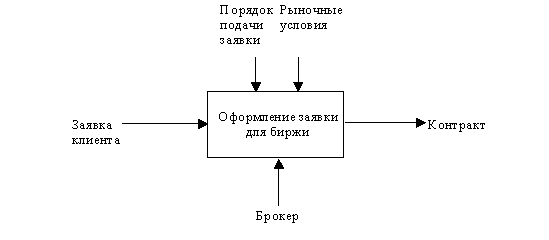 Порядок
подачи
заявки
Рыночные
условия
Оформление заявки
для биржи
Заявка
клиента
Контракт
Брокер